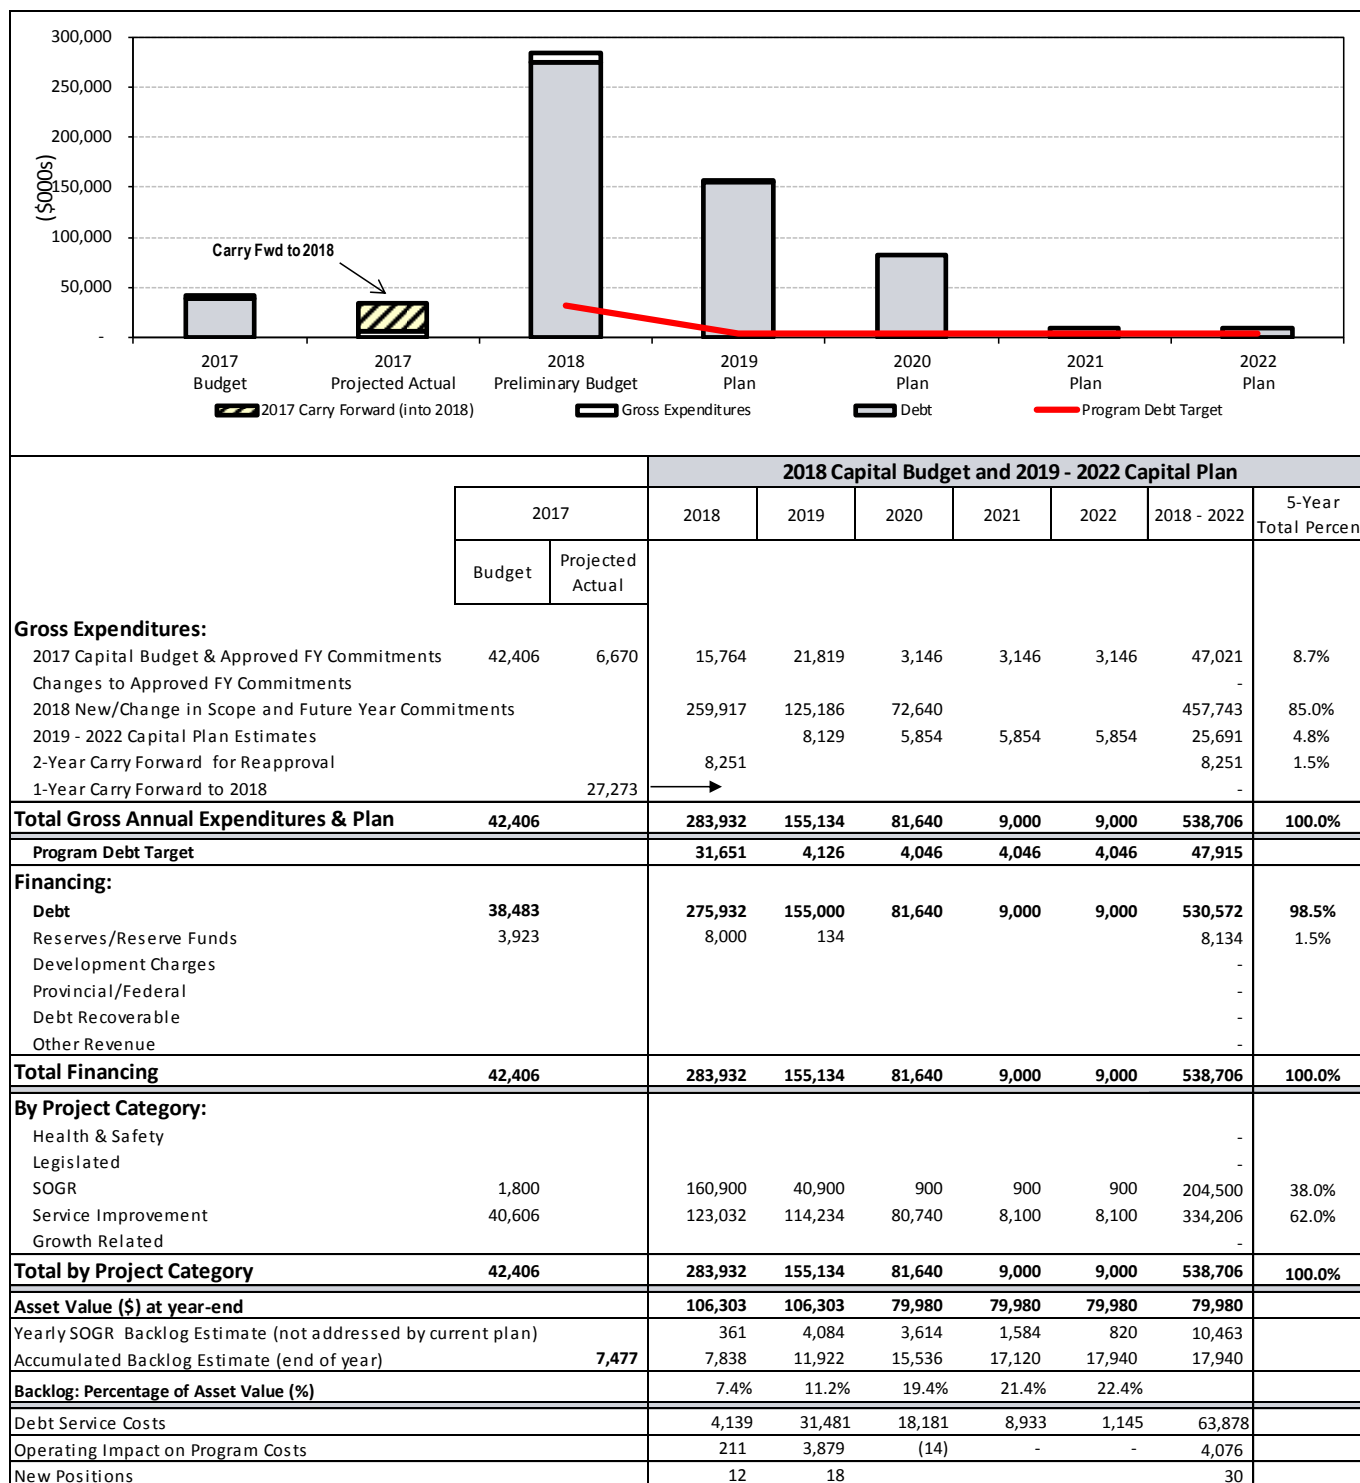 300,000
250,000
200,000
150,000
100,000
50,000
-
($000s)
Carry Fwd to 2018
2017 2017 2018 2019 2020 2021 2022
Budget Projected Actual Preliminary Budget Plan Plan Plan Plan
2017 Carry Forward (into 2018) Gross Expenditures Debt Program Debt Target
2018 Capital Budget and 2019 - 2022 Capital Plan
2017 2018 2019 2020 2021 2022 2018 - 2022 5-Year Total Percen
Budget Projected Actual
Gross Expenditures:
2017 Capital Budget & Approved FY Commitments 42,406 6,670 15,764 21,819 3,146 3,146 3,146 47,021 8.7%
Changes to Approved FY Commitments -
2018 New/Change in Scope and Future Year Commitments 259,917 125,186 72,640 457,743 85.0%
2019 - 2022 Capital Plan Estimates 8,129 5,854 5,854 5,854 25,691 4.8%
2-Year Carry Forward for Reapproval 8,251 8,251 1.5%
1-Year Carry Forward to 2018 27,273 -
Total Gross Annual Expenditures & Plan 42,406 283,932 155,134 81,640 9,000 9,000 538,706 100.0%
Program Debt Target 31,651 4,126 4,046 4,046 4,046 47,915
Financing:
Debt 38,483 275,932 155,000 81,640 9,000 9,000 530,572 98.5%
Reserves/Reserve Funds 3,923 8,000 134 8,134 1.5%
Development Charges -
Provincial/Federal -
Debt Recoverable -
Other Revenue -
Total Financing 42,406 283,932 155,134 81,640 9,000 9,000 538,706 100.0%
By Project Category:
Health & Safety -
Legislated -
SOGR 1,800 160,900 40,900 900 900 900 204,500 38.0%
Service Improvement 40,606 123,032 114,234 80,740 8,100 8,100 334,206 62.0%
Growth Related -
Total by Project Category 42,406 283,932 155,134 81,640 9,000 9,000 538,706 100.0%
Asset Value ($) at year-end 106,303 106,303 79,980 79,980 79,980 79,980
Yearly SOGR Backlog Estimate (not addressed by current plan) 361 4,084 3,614 1,584 820 10,463
Accumulated Backlog Estimate (end of year) 7,477 7,838 11,922 15,536 17,120 17,940 17,940
Backlog: Percentage of Asset Value (%) 7.4% 11.2% 19.4% 21.4% 22.4%
Debt Service Costs 4,139 31,481 18,181 8,933 1,145 63,878
Operating Impact on Program Costs 211 3,879 (14) - - 4,076
New Positions 12 18 30